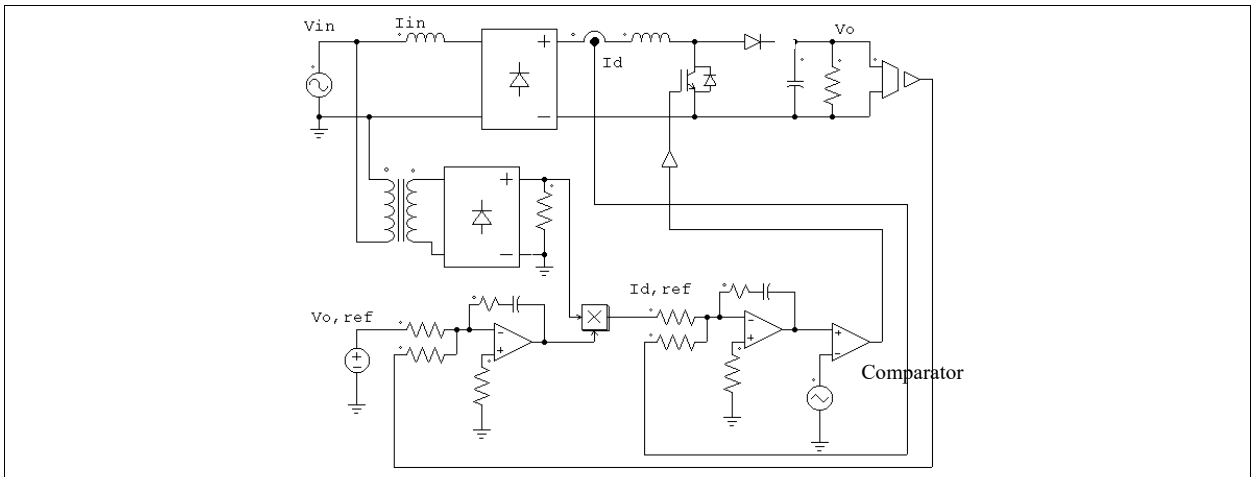 Vin
Iin
Id
Vo
Vo,ref
Id,ref
Comparator